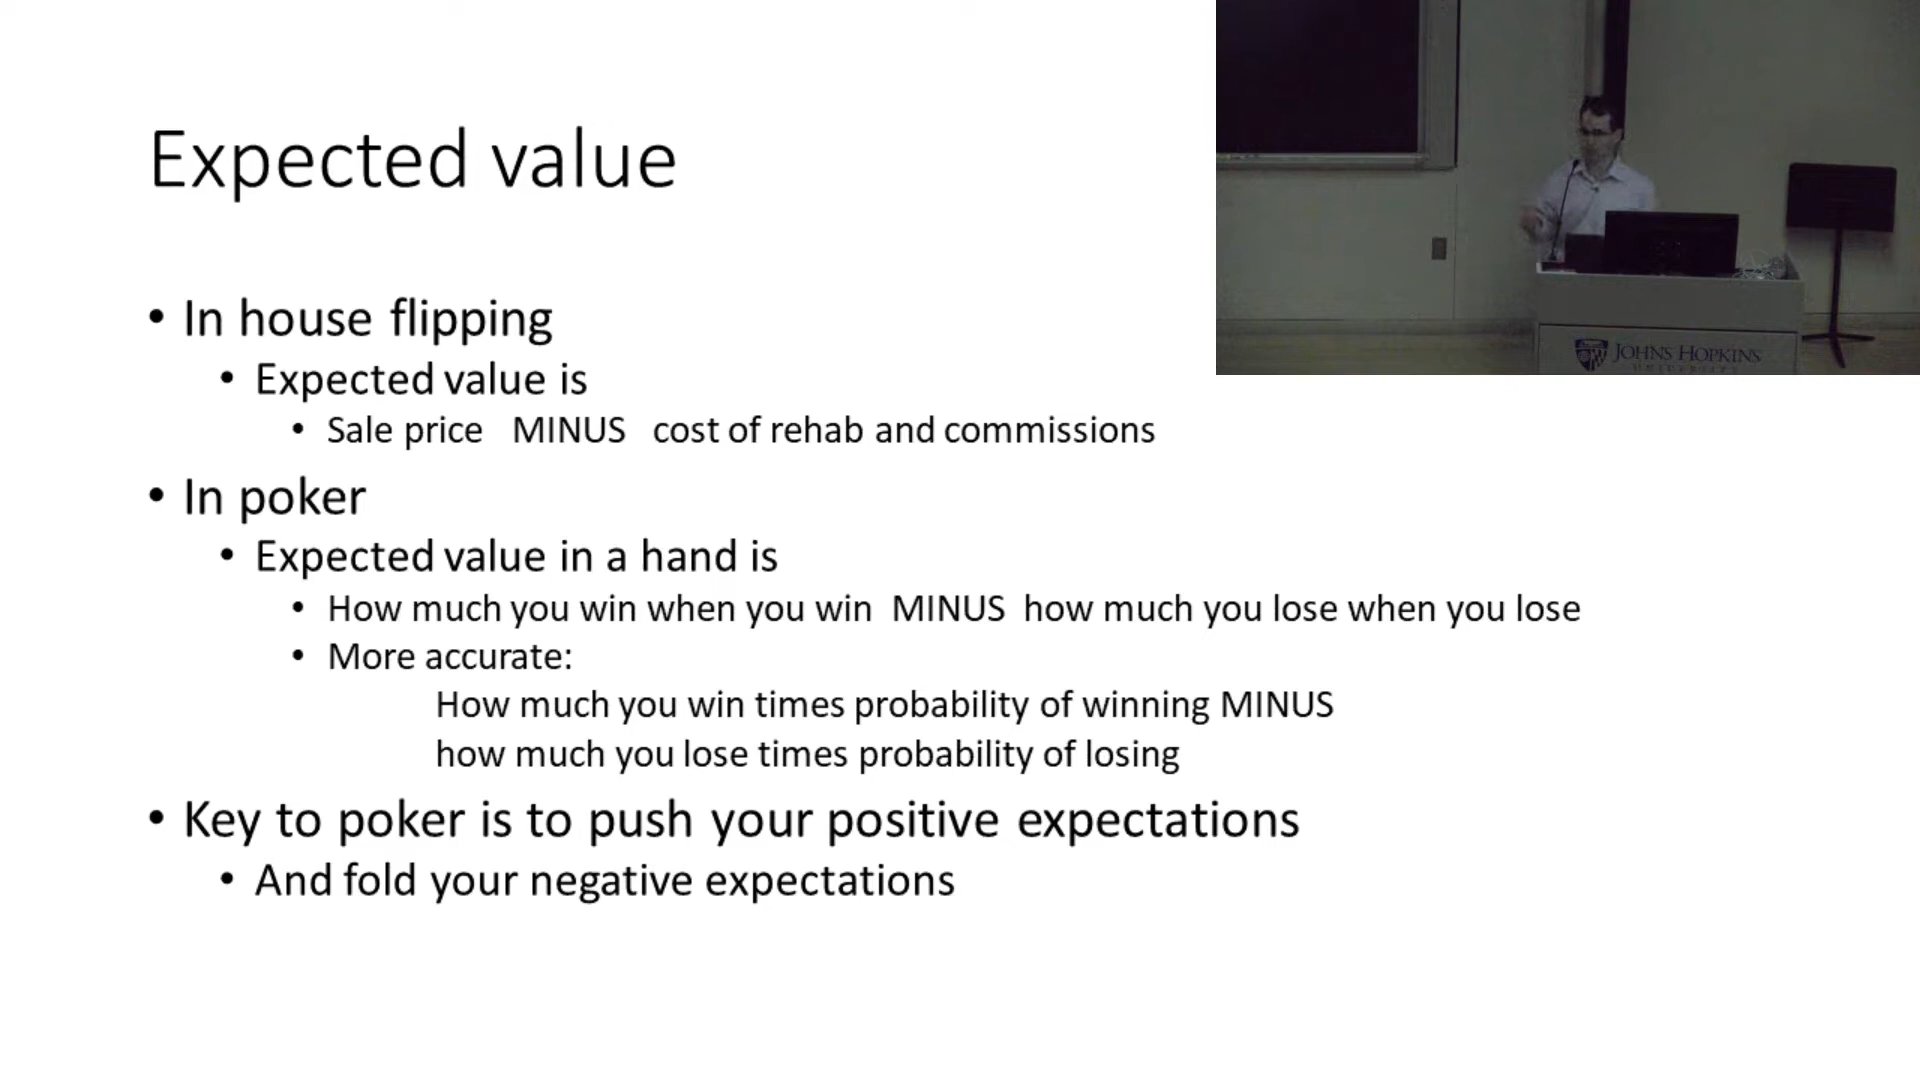 Expected value
• In house flipping
• Expected value is
• Sale price MINUS cost of rehab and commissions
• In poker
• Expected value in a hand is
• How much you win when you win MINUS how much you lose when you lose
• More accurate:
How much you win times probability of winning MINUS
how much you lose times probability of losing
• Key to poker is to push your positive expectations
• And fold your negative expectations
JOHNS HOPKINS
UNIVERSITY